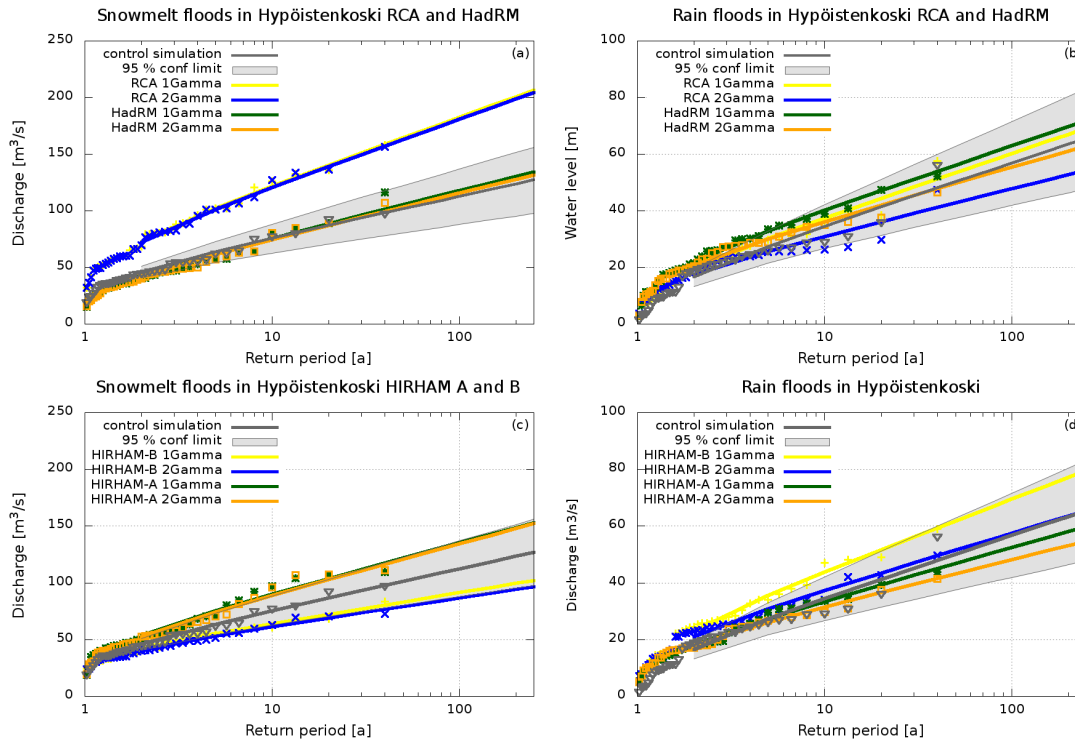 Snowmelt floods in Hypöistenkoski RCA and HadRM
250
200
150
100
50
0
Discharge [m³/s]
control simulation
95 % conf limit
RCA 1Gamma
RCA 2Gamma
HadRM 1Gamma
HadRM 2Gamma
(a)
1
10
100
Return period [a]
Rain floods in Hypöistenkoski RCA and HadRM
100
80
60
40
20
0
Water level [m]
control simulation
95 % conf limit
RCA 1Gamma
RCA 2Gamma
HadRM 1Gamma
HadRM 2Gamma
(b)
1
10
100
Return period [a]
Snowmelt floods in Hypöistenkoski HIRHAM A and B
250
200
150
100
50
0
Discharge [m³/s]
control simulation
95 % conf limit
HIRHAM-B 1Gamma
HIRHAM-B 2Gamma
HIRHAM-A 1Gamma
HIRHAM-A 2Gamma
(c)
1
10
100
Return period [a]
Rain floods in Hypöistenkoski
100
80
60
40
20
0
Discharge [m3/s]
control simulation
95 % conf limit
HIRHAM-B 1Gamma
HIRHAM-B 2Gamma
HIRHAM-A 1Gamma
HIRHAM-A 2Gamma
(d)
1
10
100
Return period [a]